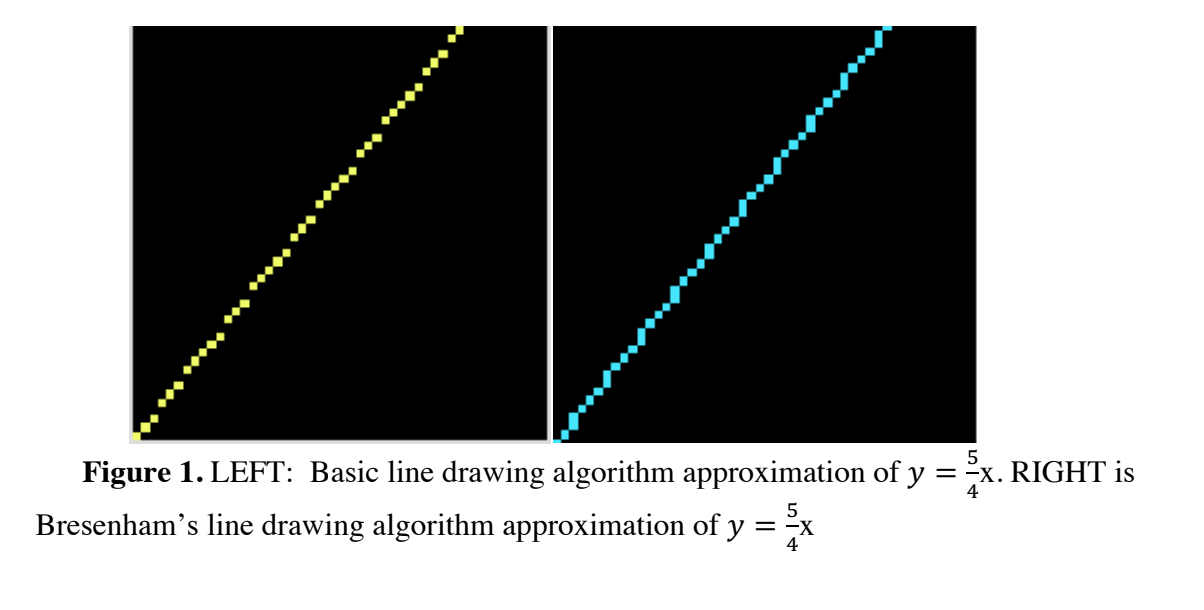 Figure 1. LEFT:  Basic line drawing algorithm approximation of y = 5/4x. RIGHT is
Bresenham’s line drawing algorithm approximation of y = 5/4x